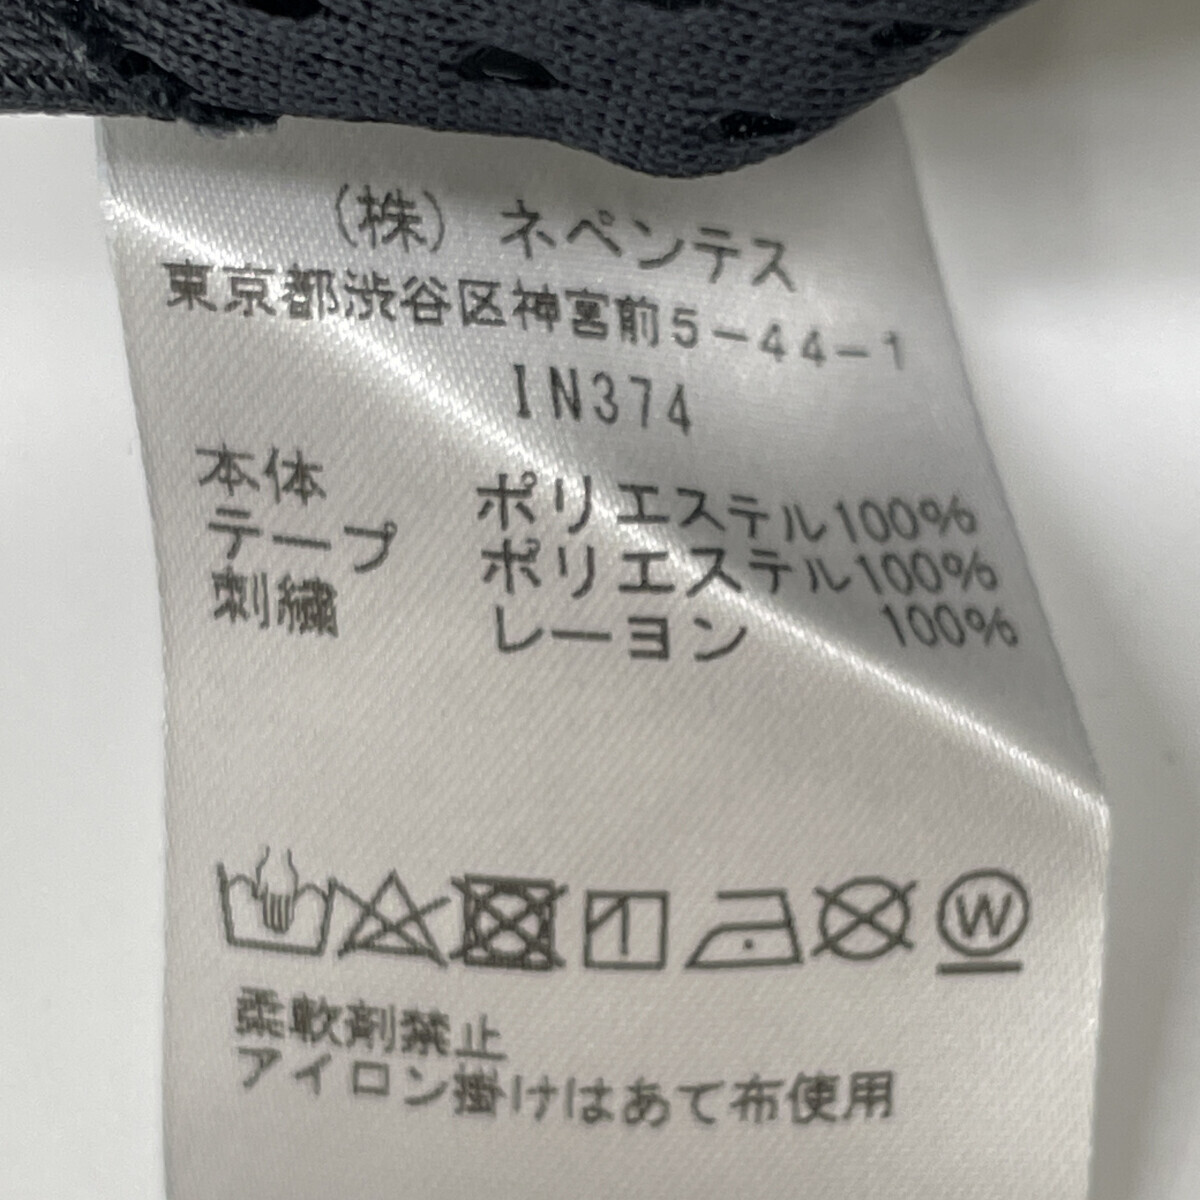 (株) ネペンテス
東京都渋谷区神宮前5-44-1
IN374
本体 ポリエステル100%
テープ ポリエステル100%
刺繍 レーヨン 100%
W
柔軟剤禁止
アイロン掛けはあて布使用